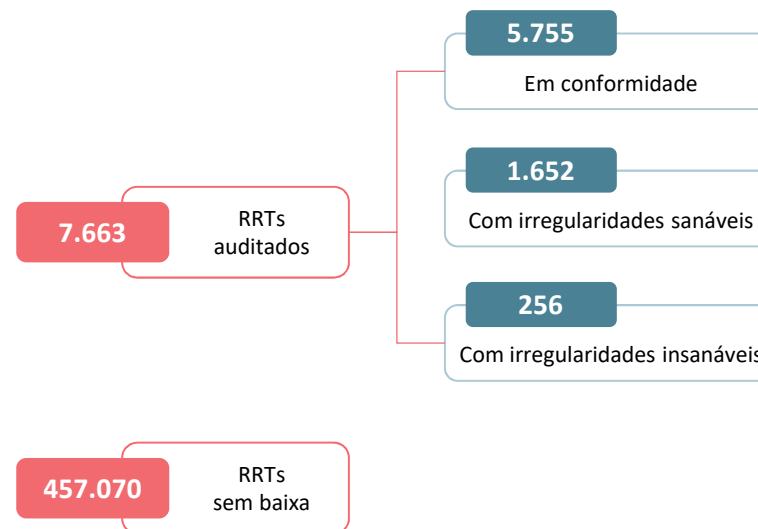 5.755
Em conformidade
1.652
Com irregularidades sanáveis
7.663
RRTs
auditados
256
Com irregularidades insanáveis
457.070
RRTs
sem baixa